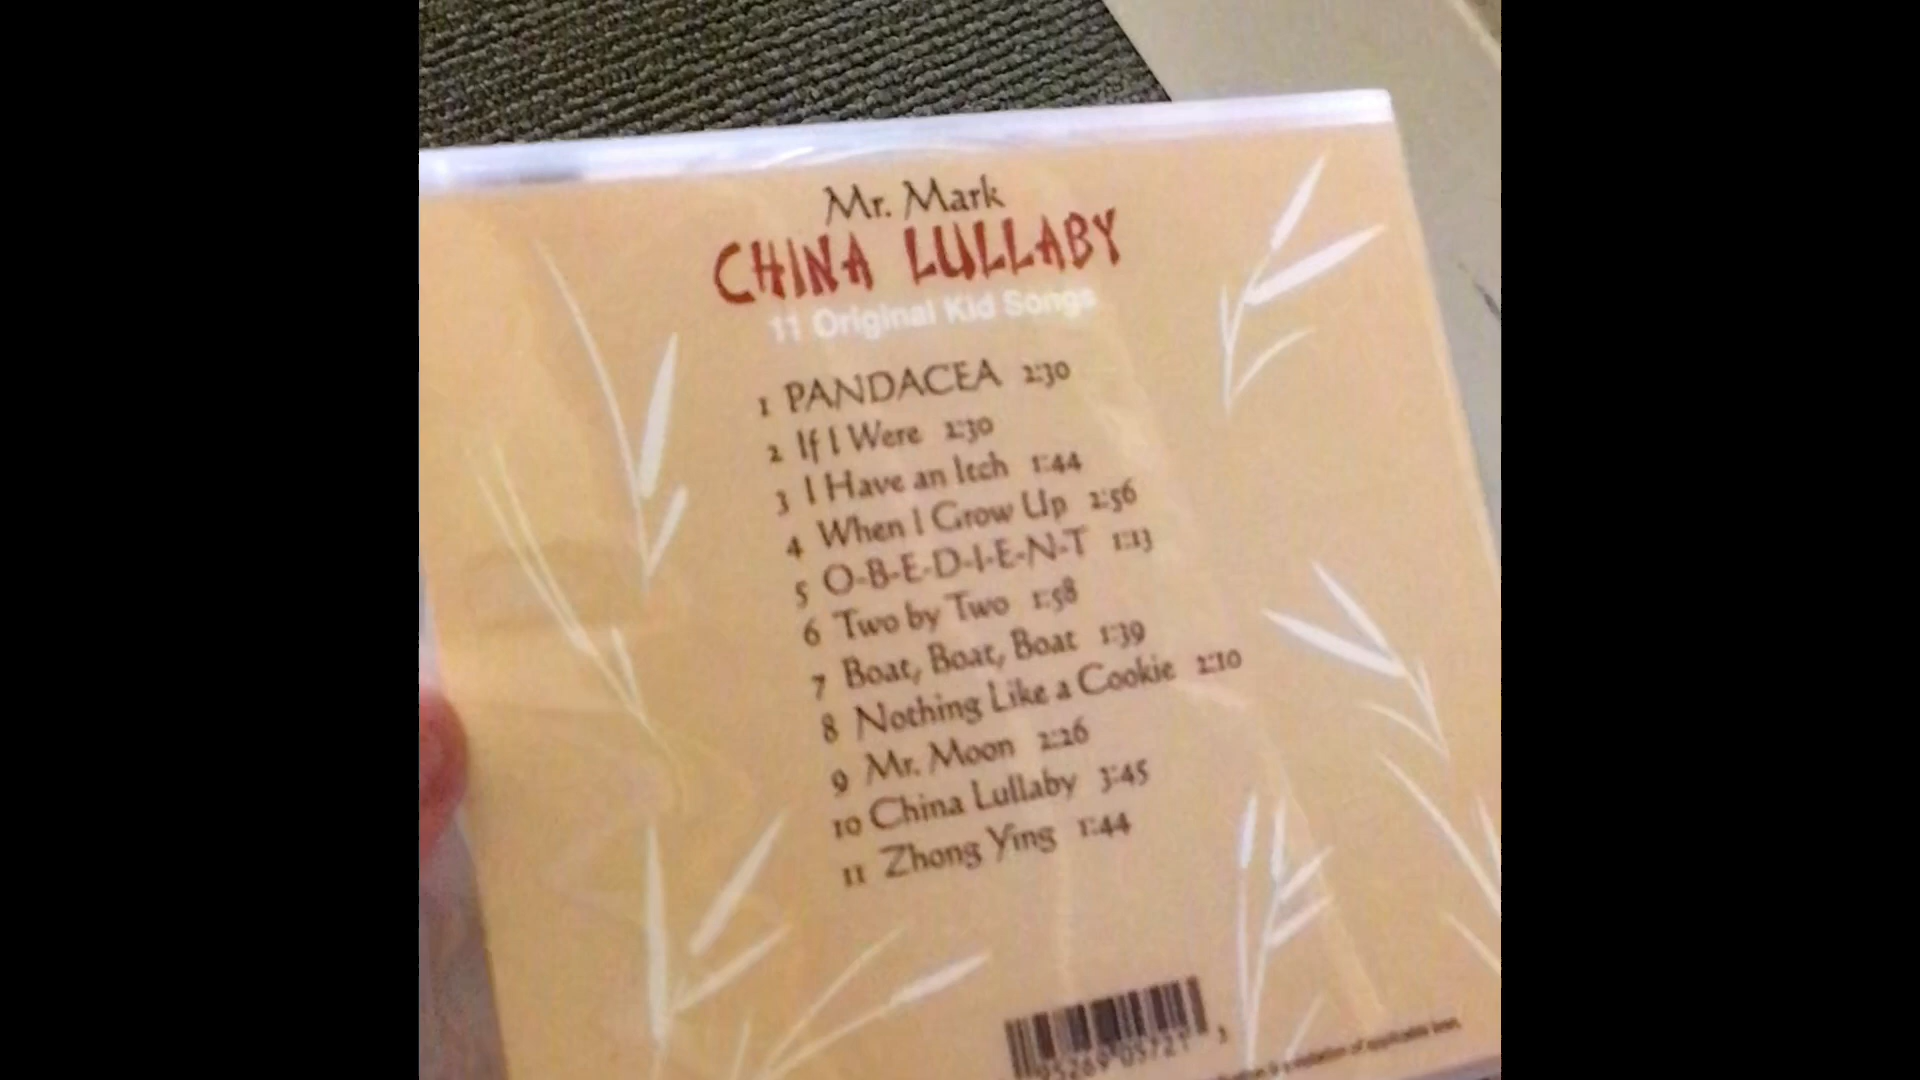 Mr. Mark
CHINA LULLABY
11 Original Kid Songs
1 PANDACEA 2:30
2 If I Were 2:30
3 I Have an Itch 1:44
4 When I Grow Up 2:56
5 O-B-E-D-I-E-N-T 1:13
6 Two by Two 1:58
7 Boat, Boat, Boat 1:39
8 Nothing Like a Cookie 2:10
9 Mr. Moon 2:26
10 China Lullaby 3:45
11 Zhong Ying 1:44
of applicable laws.